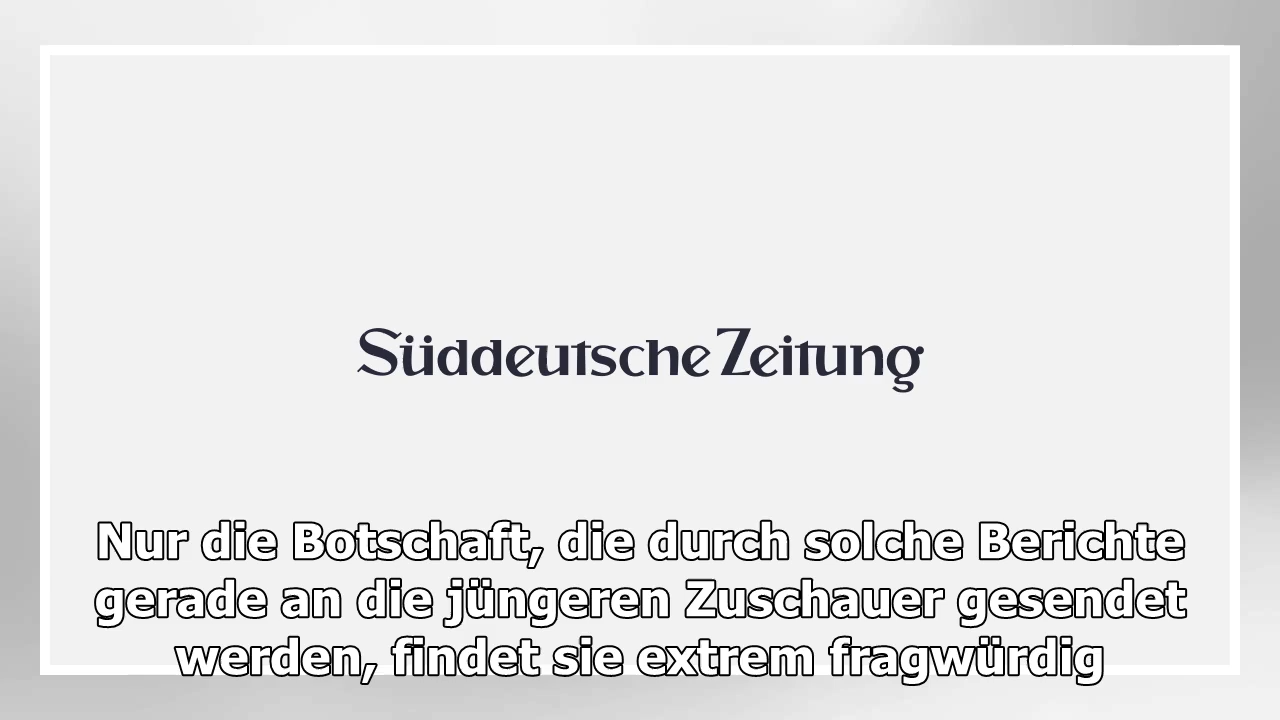 Süddeutsche Zeitung
Nur die Botschaft, die durch solche Berichte
gerade an die jüngeren Zuschauer gesendet
werden, findet sie extrem fragwürdig